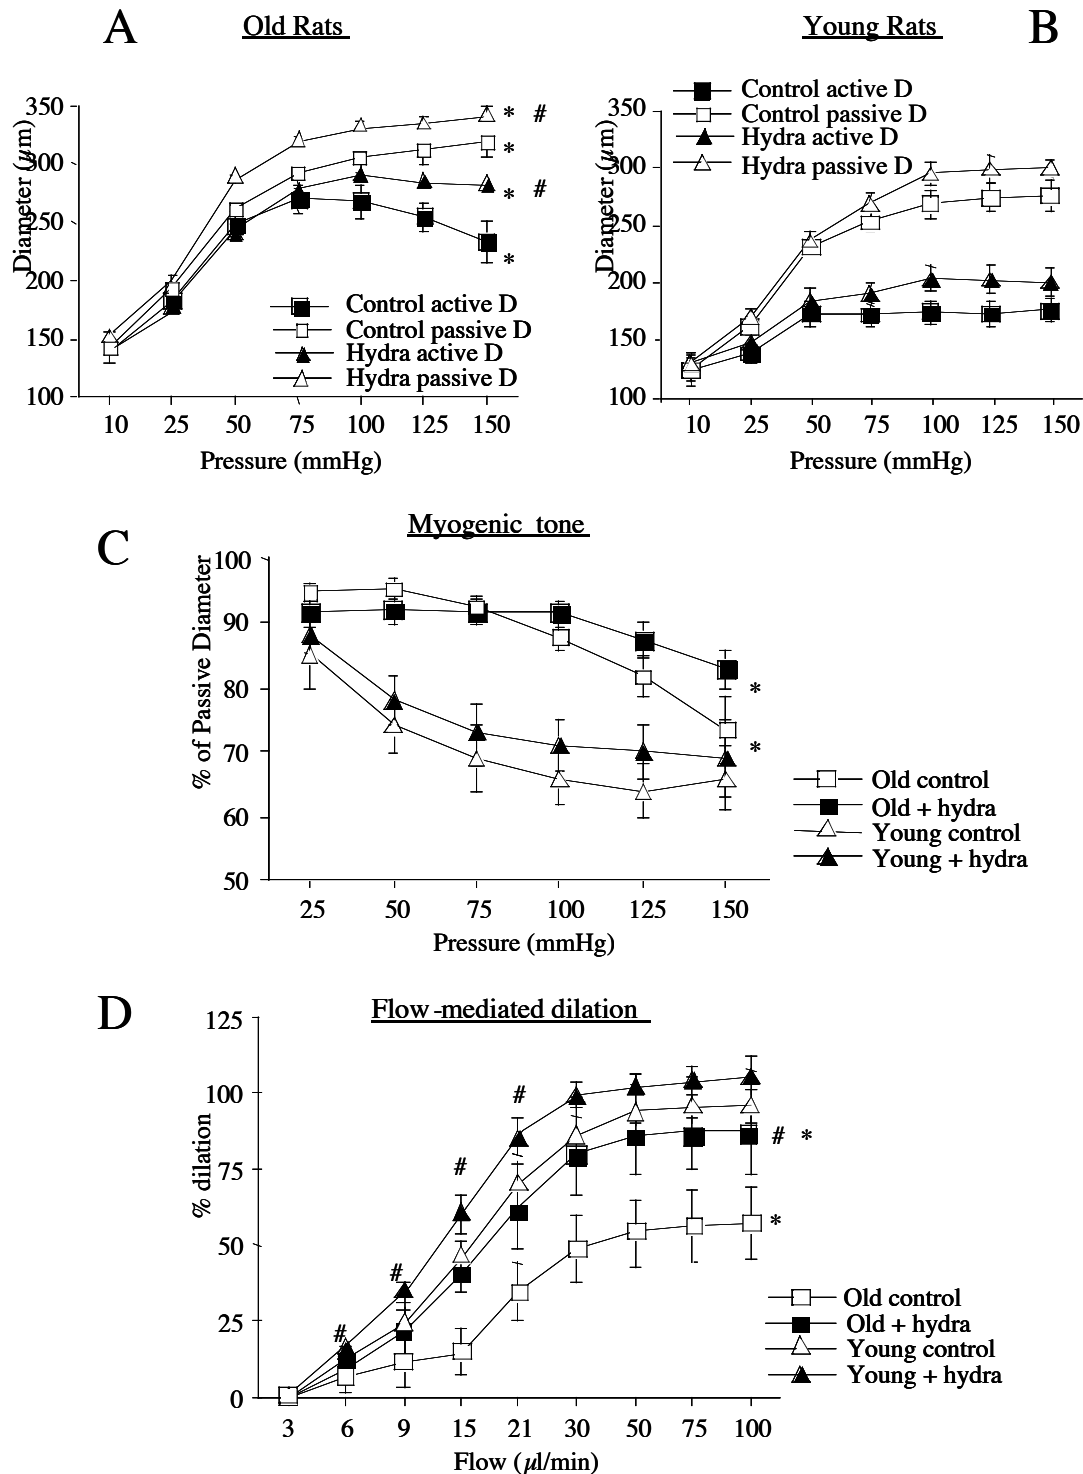 A
Old Rats
350
300
250
200
150
100
Diameter (µm)
* #
*
* #
*
Control active D
Control passive D
Hydra active D
Hydra passive D
10 25 50 75 100 125 150
Pressure (mmHg)
Young Rats
B
Control active D
Control passive D
Hydra active D
Hydra passive D
350
300
250
200
150
100
Diameter (µm)
10 25 50 75 100 125 150
Pressure (mmHg)
C
Myogenic tone
100
90
80
70
60
50
% of Passive Diameter
*
*
Old control
Old + hydra
Young control
Young + hydra
25 50 75 100 125 150
Pressure (mmHg)
D
Flow-mediated dilation
125
100
75
50
25
0
% dilation
#
#
#
#
# *
*
Old control
Old + hydra
Young control
Young + hydra
3 6 9 15 21 30 50 75 100
Flow (µl/min)